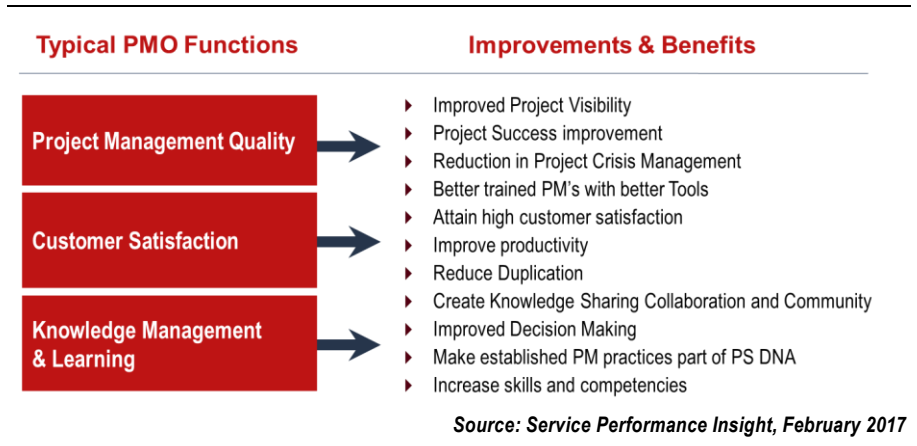 Typical PMO Functions
Improvements & Benefits
Project Management Quality
Customer Satisfaction
Knowledge Management
& Learning
Improved Project Visibility
Project Success improvement
Reduction in Project Crisis Management
Better trained PM's with better Tools
Attain high customer satisfaction
Improve productivity
Reduce Duplication
Create Knowledge Sharing Collaboration and Community
Improved Decision Making
Make established PM practices part of PS DNA
Increase skills and competencies
Source: Service Performance Insight, February 2017